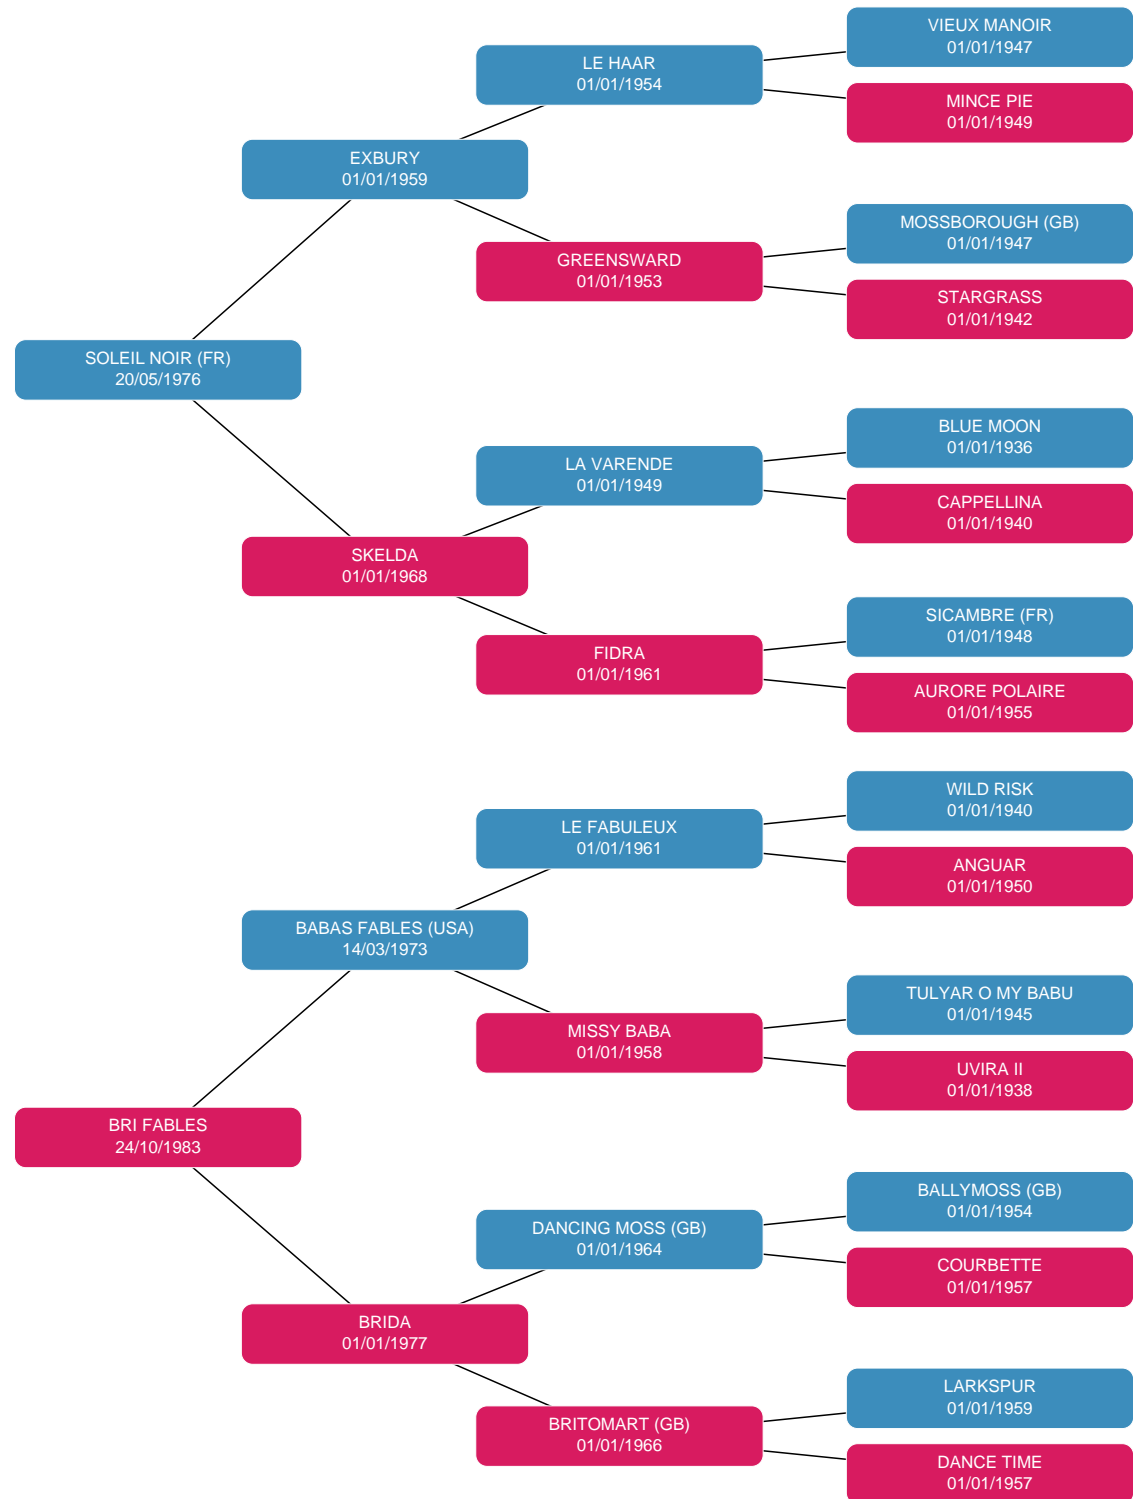 VIEUX MANOIR
01/01/1947
LE HAAR
01/01/1954
MINCE PIE
01/01/1949
EXBURY
01/01/1959
MOSSBOROUGH (GB)
01/01/1947
GREENSWARD
01/01/1953
STARGRASS
01/01/1942
SOLEIL NOIR (FR)
20/05/1976
BLUE MOON
01/01/1936
LA VARENDE
01/01/1949
CAPPELLINA
01/01/1940
SKELDA
01/01/1968
SICAMBRE (FR)
01/01/1948
FIDRA
01/01/1961
AURORE POLAIRE
01/01/1955
WILD RISK
01/01/1940
LE FABULEUX
01/01/1961
ANGUAR
01/01/1950
BABAS FABLES (USA)
14/03/1973
TULYAR O MY BABU
01/01/1945
MISSY BABA
01/01/1958
UVIRA II
01/01/1938
BRI FABLES
24/10/1983
BALLYMOSS (GB)
01/01/1954
DANCING MOSS (GB)
01/01/1964
COURBETTE
01/01/1957
BRIDA
01/01/1977
LARKSPUR
01/01/1959
BRITOMART (GB)
01/01/1966
DANCE TIME
01/01/1957